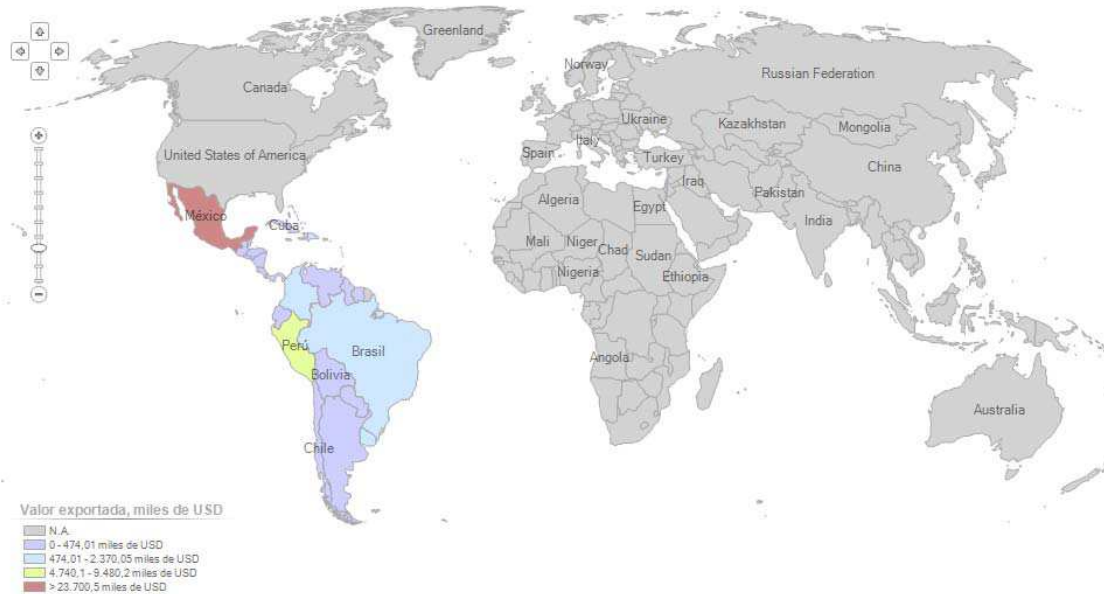 Greenland
Norway
Russian Federation
Canada
Ukraine
Kazakhstan
Mongolia
United States of America
Spain
Italy
Turkey
China
Iraq
Pakistan
Algeria
Egypt
India
México
Cuba
Mali
Niger
Chad
Sudan
Nigeria
Ethiopia
Perú
Brasil
Angola
Bolivia
Australia
Chile
Valor exportada, miles de USD
N.A.
0 - 474,01 miles de USD
474,01 - 2.370,05 miles de USD
4.740,1 - 9.480,2 miles de USD
> 23.700,5 miles de USD